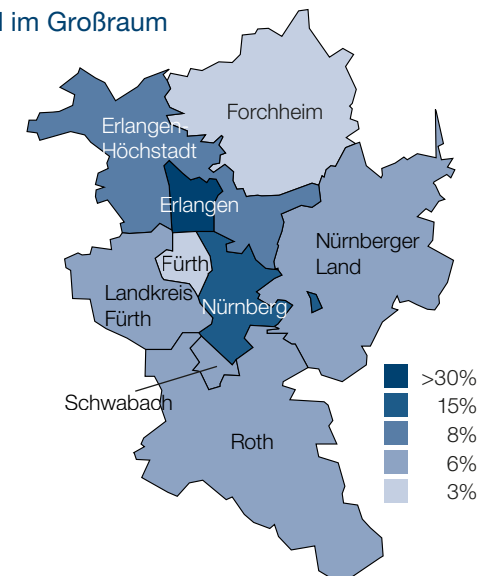 im Großraum
Forchheim
Erlangen-
Höchstadt
Erlangen
Nürnberger
Land
Fürth
Landkreis
Fürth
Nürnberg
Schwabach
Roth
>30%
15%
8%
6%
3%